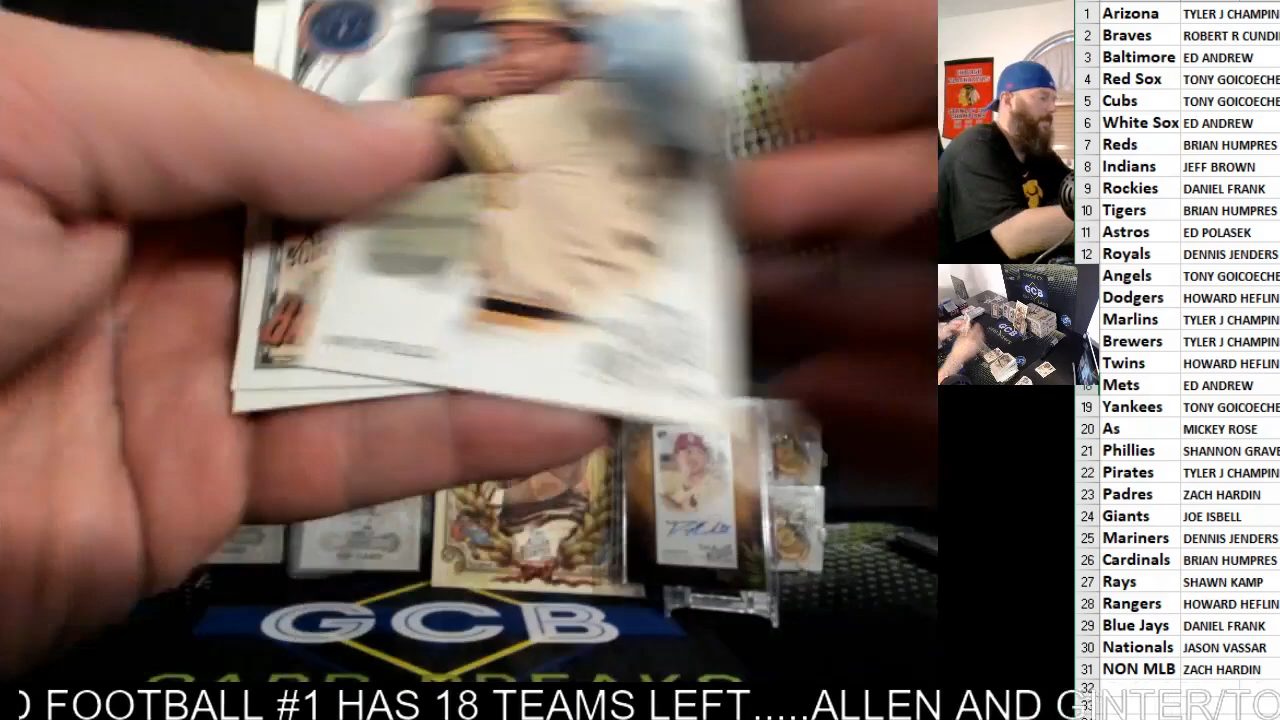 1 Arizona TYLER J CHAMPIN
2 Braves ROBERT R CUNDI
3 Baltimore ED ANDREW
4 Red Sox TONY GOICOECHE
5 Cubs TONY GOICOECHE
6 White Sox ED ANDREW
7 Reds BRIAN HUMPRES
8 Indians JEFF BROWN
9 Rockies DANIEL FRANK
10 Tigers BRIAN HUMPRES
11 Astros ED POLASEK
12 Royals DENNIS JENDERS
Angels TONY GOICOECHE
Dodgers HOWARD HEFLIN
Marlins TYLER J CHAMPIN
Brewers TYLER J CHAMPIN
Twins HOWARD HEFLIN
Mets ED ANDREW
19 Yankees TONY GOICOECHE
20 As MICKEY ROSE
21 Phillies SHANNON GRAVE
22 Pirates TYLER J CHAMPIN
23 Padres ZACH HARDIN
24 Giants JOE ISBELL
25 Mariners DENNIS JENDERS
26 Cardinals BRIAN HUMPRES
27 Rays SHAWN KAMP
28 Rangers HOWARD HEFLIN
29 Blue Jays DANIEL FRANK
30 Nationals JASON VASSAR
31 NON MLB ZACH HARDIN
32
GCB
GCB
GCB
FOOTBALL #1 HAS 18 TEAMS LEFT.....ALLEN AND GINTER/TO